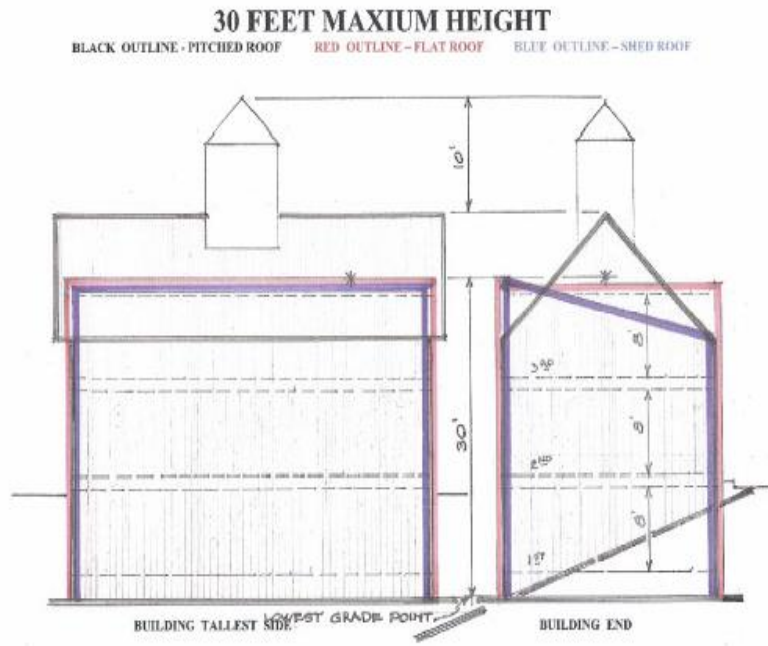 30 FEET MAXIUM HEIGHT
BLACK OUTLINE - PITCHED ROOF RED OUTLINE – FLAT ROOF BLUE OUTLINE – SHED ROOF
10'
30'
8'
3RD
8'
2ND
8'
1ST
LOWEST GRADE POINT
BUILDING TALLEST SIDE
BUILDING END